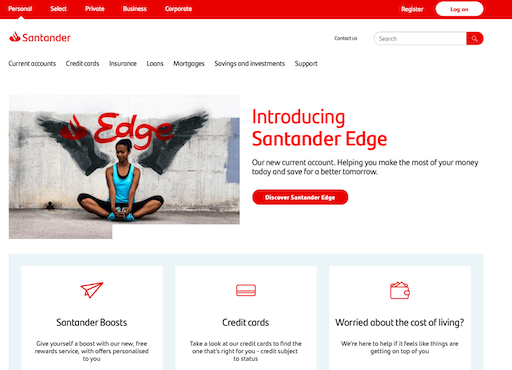 Personal Select Private Business Corporate Register Log on
Santander Contact us Search
Current accounts Credit cards Insurance Loans Mortgages Savings and investments Support
Edge
Introducing
Santander Edge
Our new current account. Helping you make the most of your money
today and save for a better tomorrow.
Discover Santander Edge
Santander Boosts
Give yourself a boost with our new, free
rewards service, with offers personalised
to you
Credit cards
Take a look at our credit cards to find the
one that's right for you - credit subject
to status
Worried about the cost of living?
We're here to help if it feels like things are
getting on top of you